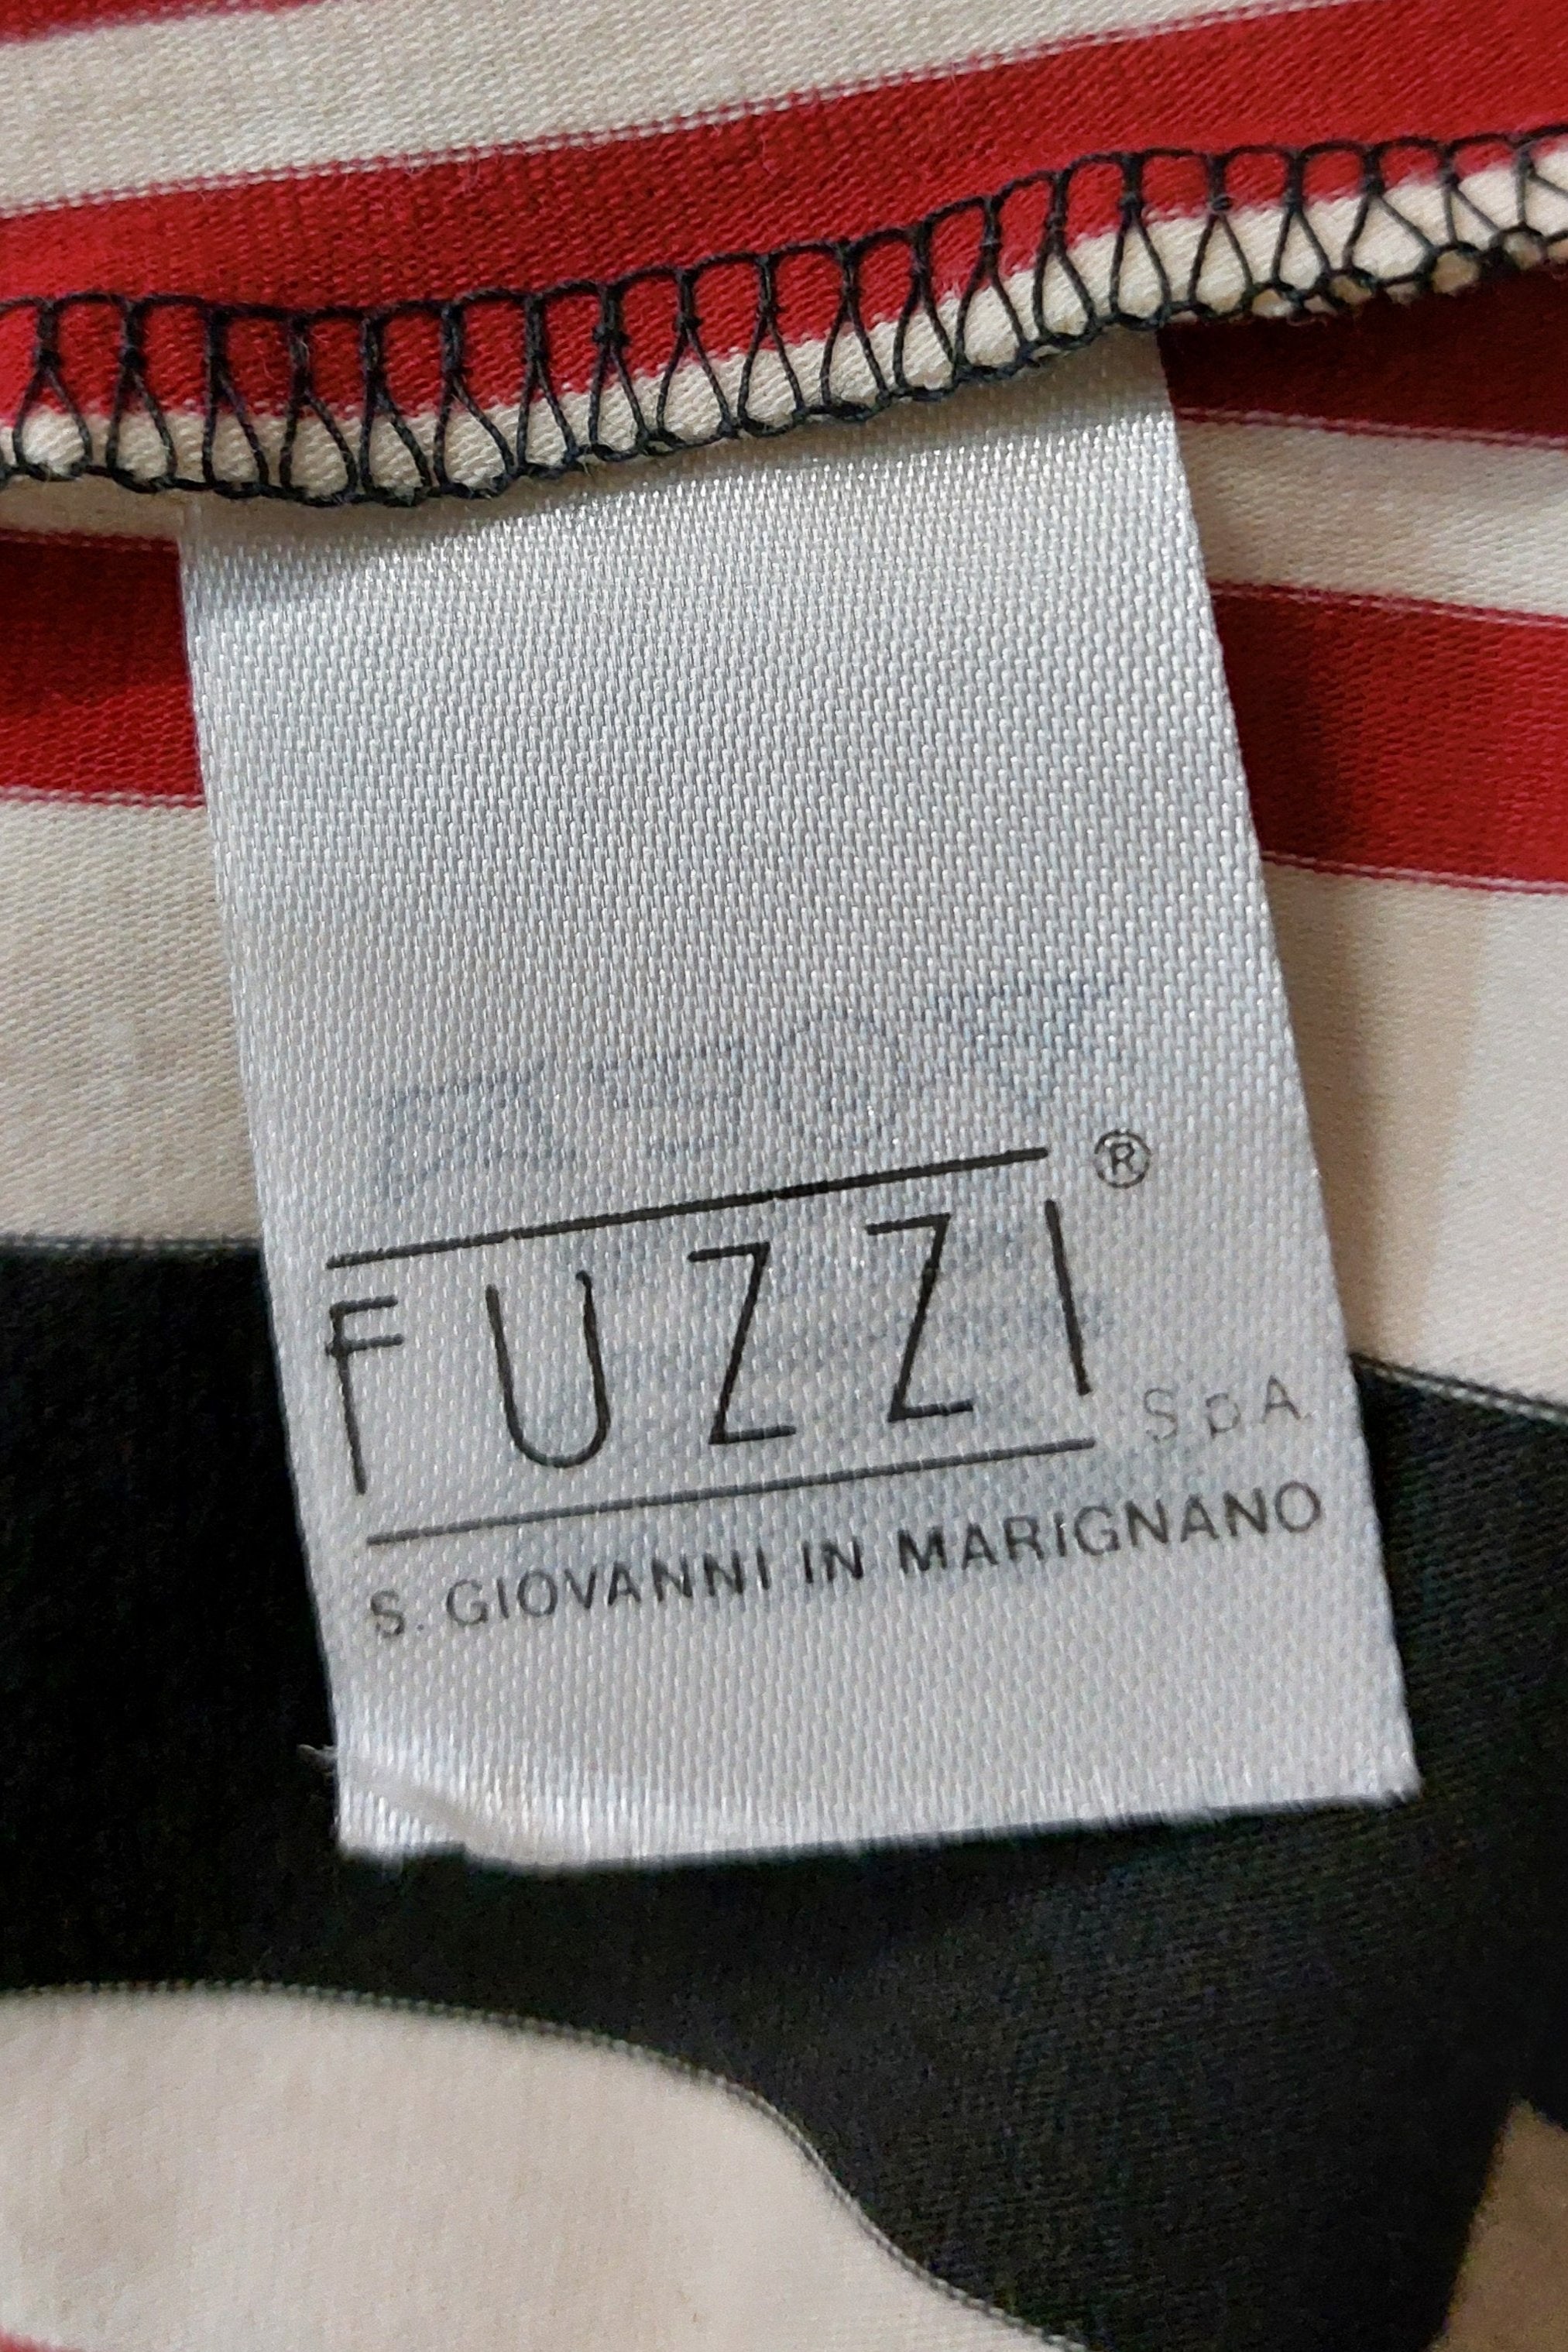 FUZZI®
SpA
S. GIOVANNI IN MARIGNANO